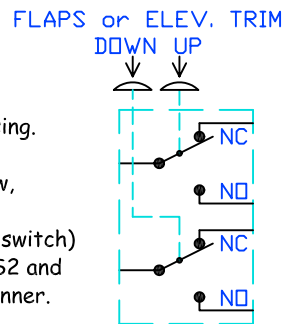 FLAPS or ELEV. TRIM
DOWN UP
ing.
NC
w,
NO
switch)
NC
S2 and
nner.
NO